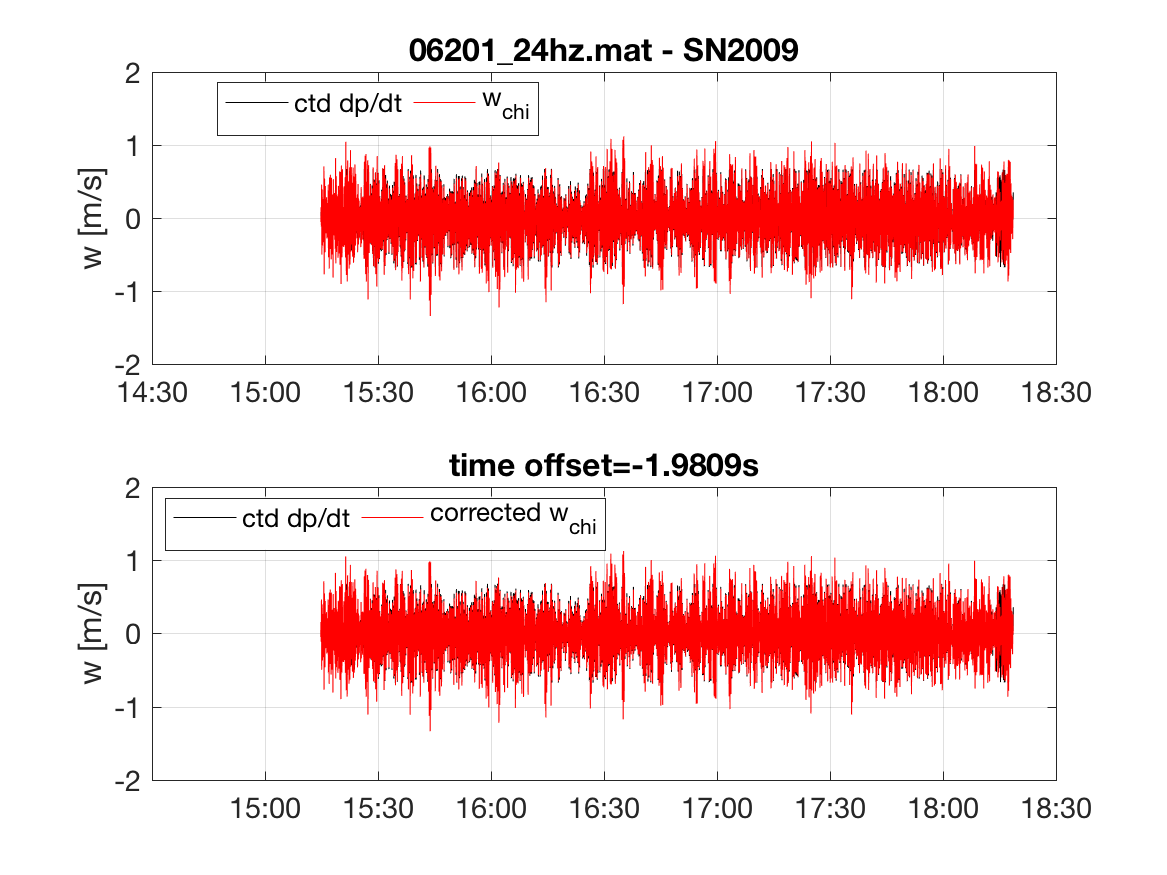 06201_24hz.mat - SN2009
ctd dp/dt w_chi
w [m/s]
2
1
0
-1
-2
14:30 15:00 15:30 16:00 16:30 17:00 17:30 18:00 18:30
time offset=-1.9809s
ctd dp/dt corrected w_chi
w [m/s]
2
1
0
-1
-2
15:00 15:30 16:00 16:30 17:00 17:30 18:00 18:30